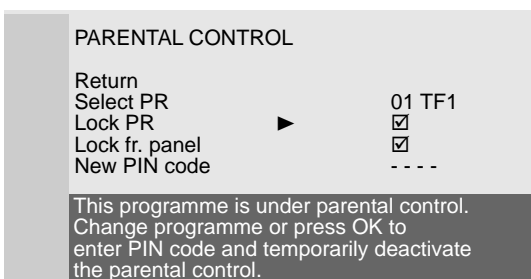 PARENTAL CONTROL
Return
Select PR 01 TF1
Lock PR ► ☑
Lock fr. panel ☑
New PIN code - - - -
This programme is under parental control.
Change programme or press OK to
enter PIN code and temporarily deactivate
the parental control.